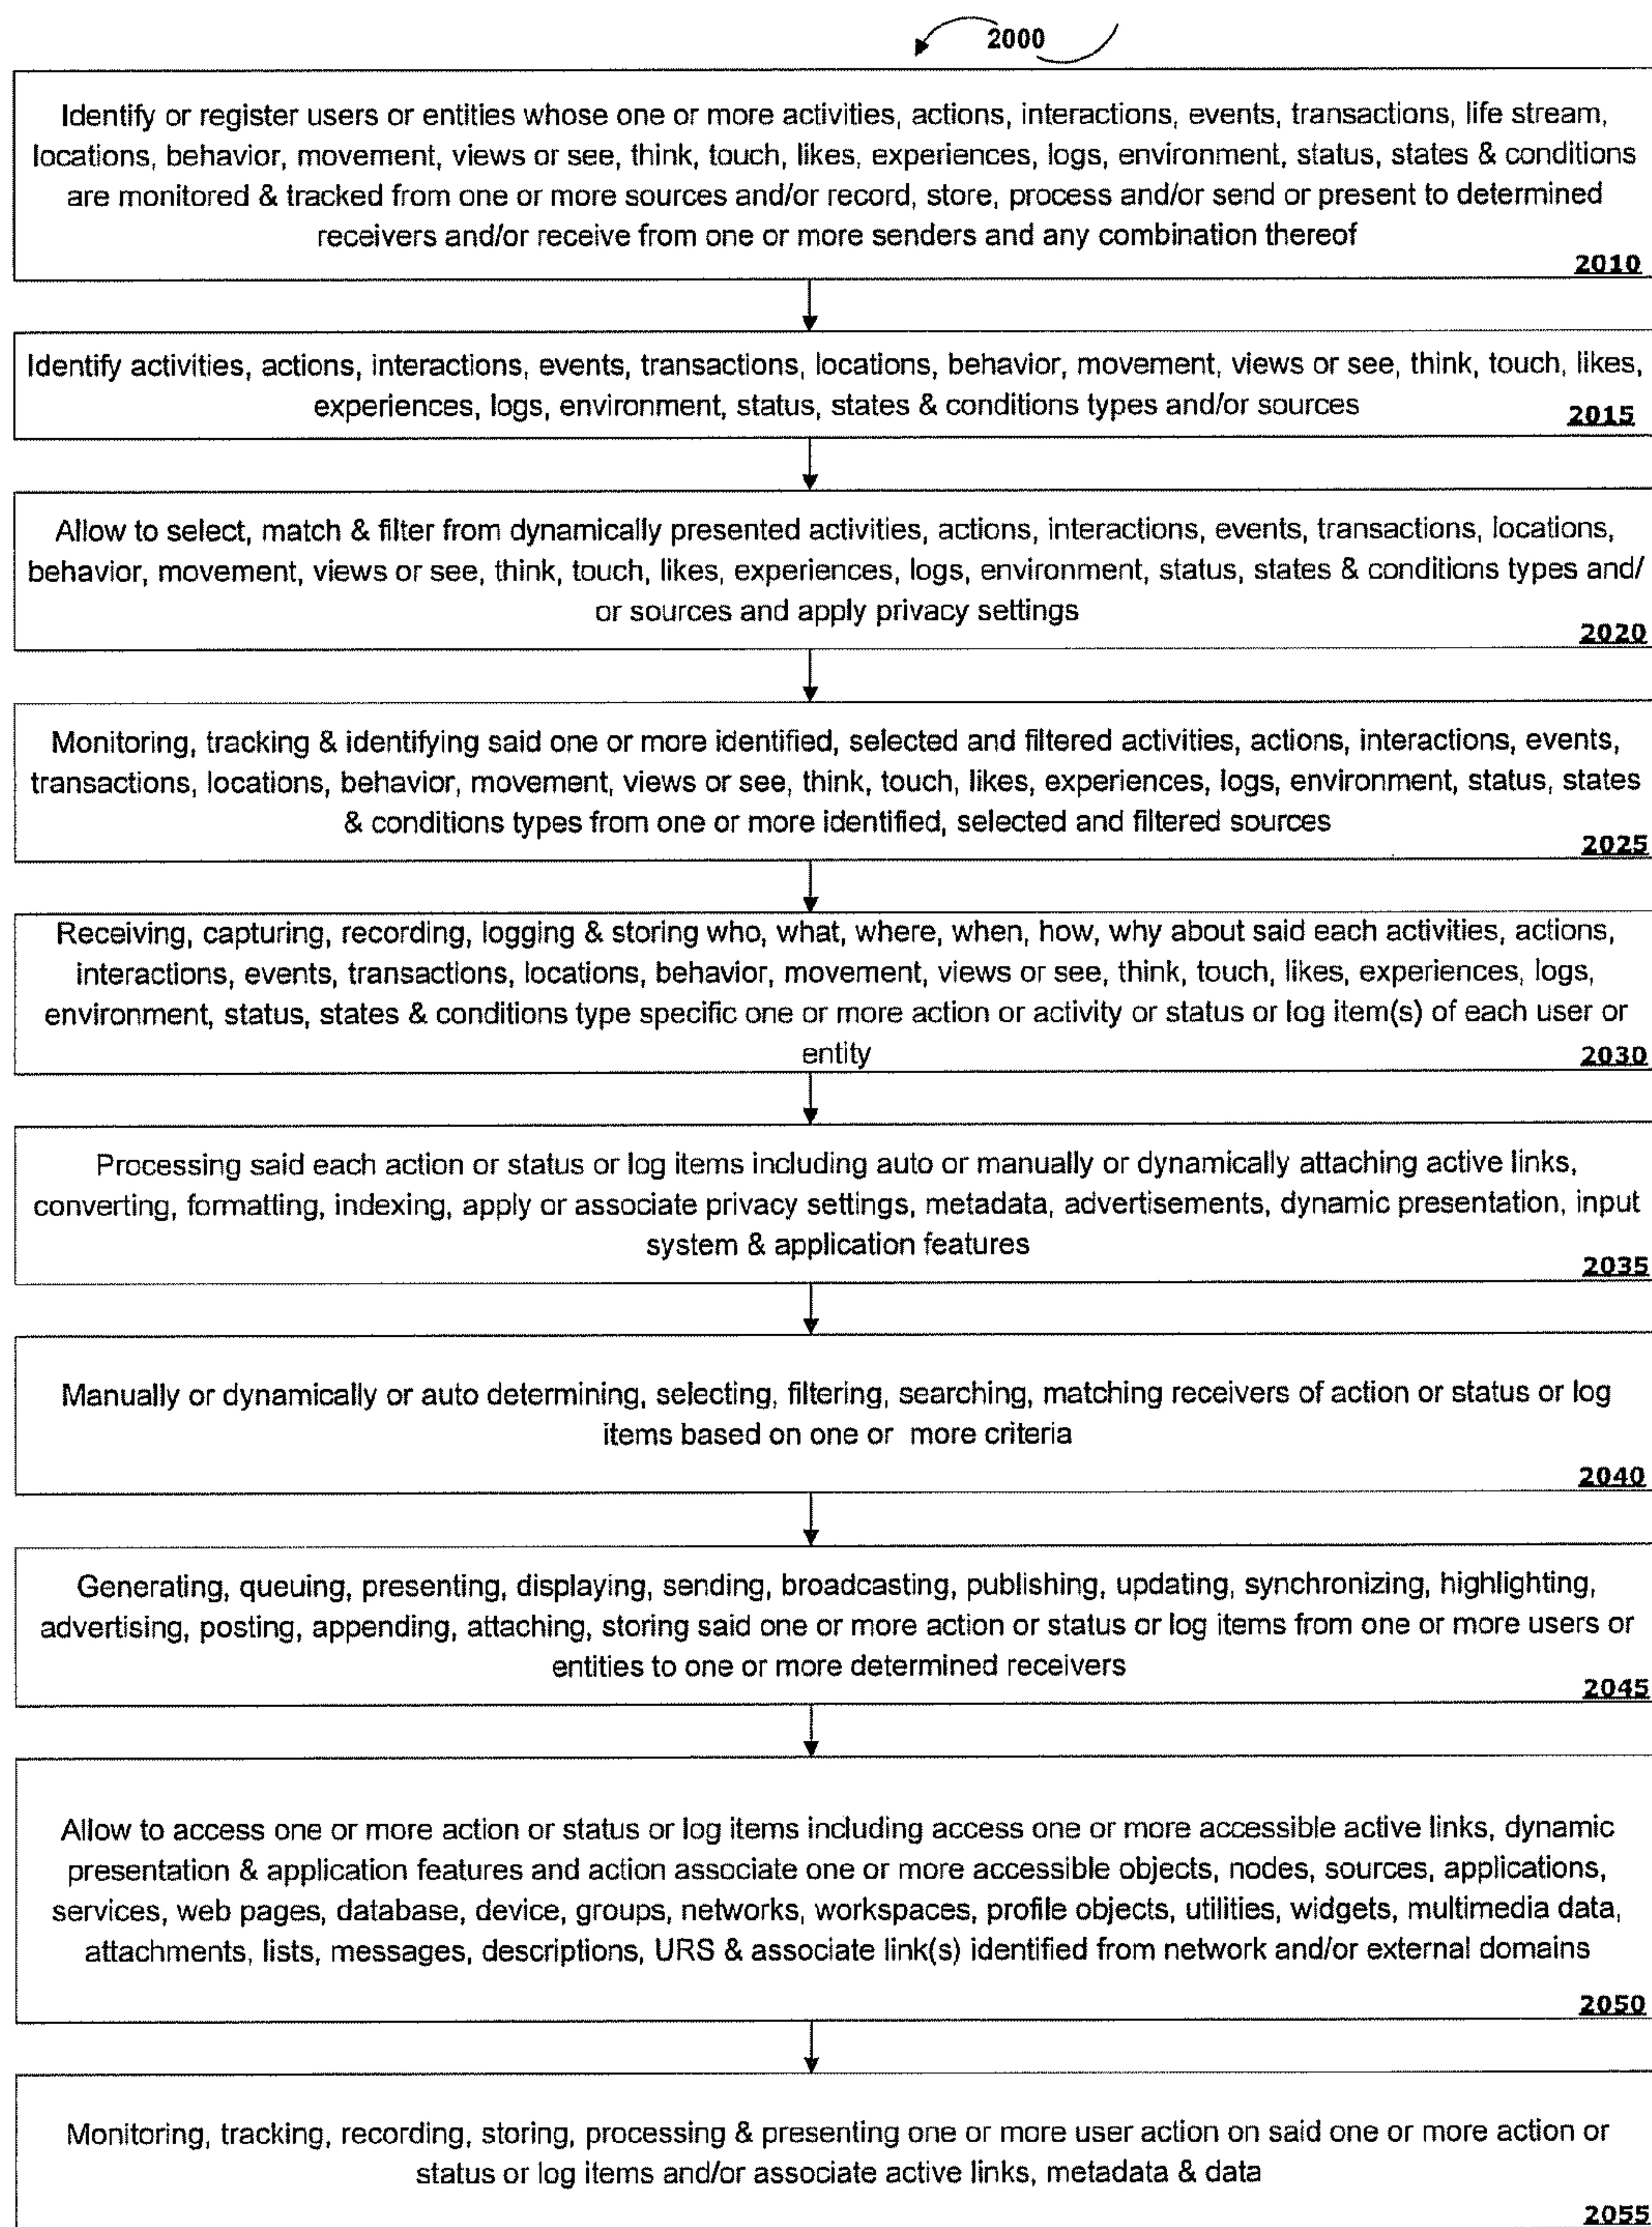 2000
Identify or register users or entities whose one or more activities, actions, interactions, events, transactions, life stream,
locations, behavior, movement, views or see, think, touch, likes, experiences, logs, environment, status, states & conditions
are monitored & tracked from one or more sources and/or record, store, process and/or send or present to determined
receivers and/or receive from one or more senders and any combination thereof
2010
Identify activities, actions, interactions, events, transactions, locations, behavior, movement, views or see, think, touch, likes,
experiences, logs, environment, status, states & conditions types and/or sources
2015
Allow to select, match & filter from dynamically presented activities, actions, interactions, events, transactions, locations,
behavior, movement, views or see, think, touch, likes, experiences, logs, environment, status, states & conditions types and/
or sources and apply privacy settings
2020
Monitoring, tracking & identifying said one or more identified, selected and filtered activities, actions, interactions, events,
transactions, locations, behavior, movement, views or see, think, touch, likes, experiences, logs, environment, status, states
& conditions types from one or more identified, selected and filtered sources
2025
Receiving, capturing, recording, logging & storing who, what, where, when, how, why about said each activities, actions,
interactions, events, transactions, locations, behavior, movement, views or see, think, touch, likes, experiences, logs,
environment, status, states & conditions type specific one or more action or activity or status or log item(s) of each user or
entity
2030
Processing said each action or status or log items including auto or manually or dynamically attaching active links,
converting, formatting, indexing, apply or associate privacy settings, metadata, advertisements, dynamic presentation, input
system & application features
2035
Manually or dynamically or auto determining, selecting, filtering, searching, matching receivers of action or status or log
items based on one or more criteria
2040
Generating, queuing, presenting, displaying, sending, broadcasting, publishing, updating, synchronizing, highlighting,
advertising, posting, appending, attaching, storing said one or more action or status or log items from one or more users or
entities to one or more determined receivers
2045
Allow to access one or more action or status or log items including access one or more accessible active links, dynamic
presentation & application features and action associate one or more accessible objects, nodes, sources, applications,
services, web pages, database, device, groups, networks, workspaces, profile objects, utilities, widgets, multimedia data,
attachments, lists, messages, descriptions, URS & associate link(s) identified from network and/or external domains
2050
Monitoring, tracking, recording, storing, processing & presenting one or more user action on said one or more action or
status or log items and/or associate active links, metadata & data
2055